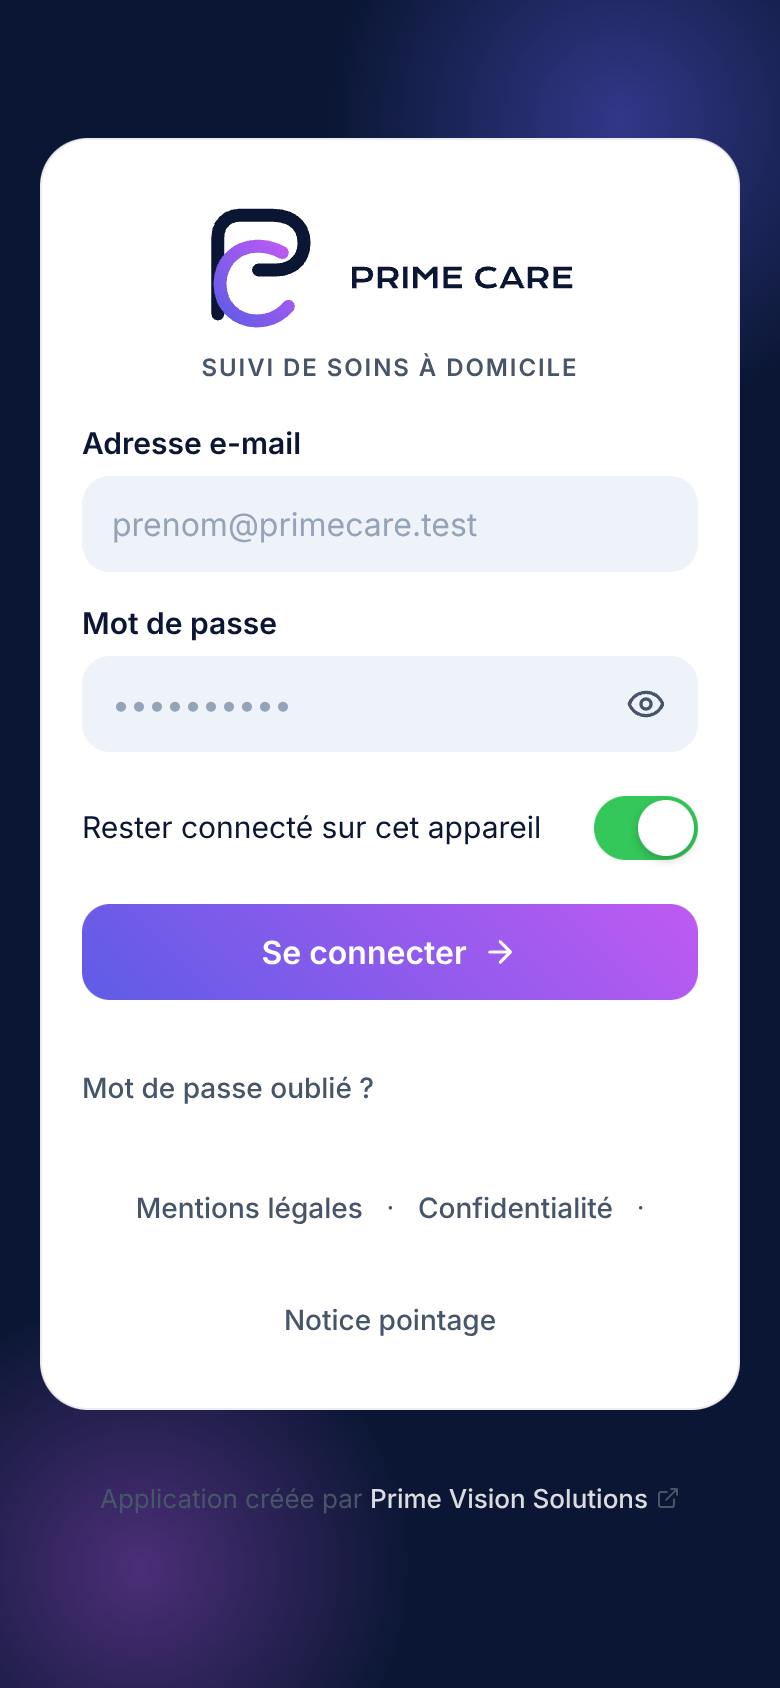 PRIME CARE
SUIVI DE SOINS À DOMICILE
Adresse e-mail
prenom@primecare.test
Mot de passe
••••••••••
Rester connecté sur cet appareil
Se connecter →
Mot de passe oublié ?
Mentions légales · Confidentialité ·
Notice pointage
Application créée par Prime Vision Solutions